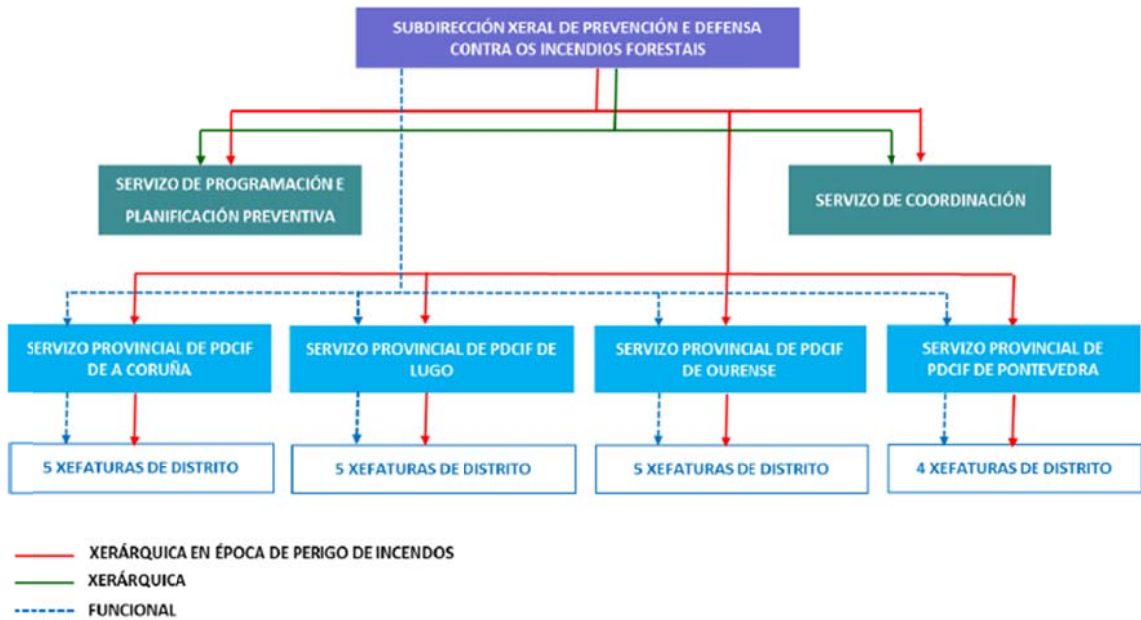 SUBDIRECCIÓN XERAL DE PREVENCIÓN E DEFENSA
CONTRA OS INCENDIOS FORESTAIS
SERVIZO DE PROGRAMACIÓN E
PLANIFICACIÓN PREVENTIVA
SERVIZO DE COORDINACIÓN
SERVIZO PROVINCIAL DE PDCIF
DE A CORUÑA
SERVIZO PROVINCIAL DE PDCIF DE
LUGO
SERVIZO PROVINCIAL DE PDCIF
DE OURENSE
SERVIZO PROVINCIAL DE
PDCIF DE PONTEVEDRA
5 XEFATURAS DE DISTRITO
5 XEFATURAS DE DISTRITO
5 XEFATURAS DE DISTRITO
4 XEFATURAS DE DISTRITO
XERÁRQUICA EN ÉPOCA DE PERIGO DE INCENDOS
XERÁRQUICA
FUNCIONAL